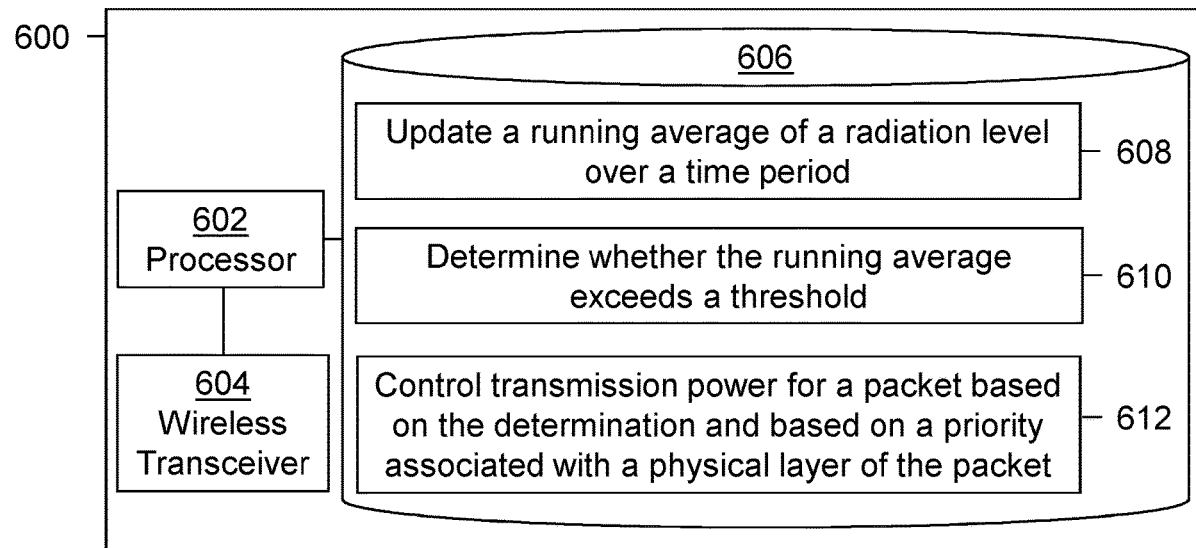 600
606
Update a running average of a radiation level
over a time period
608
602
Processor
Determine whether the running average
exceeds a threshold
610
604
Wireless
Transceiver
Control transmission power for a packet based
on the determination and based on a priority
associated with a physical layer of the packet
612